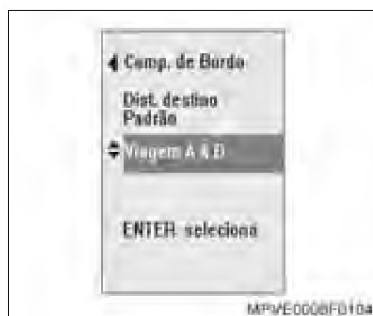 Comp. de Bordo
Dist. destino
Padrão
Viagem A & B
ENTER seleciona
MPVE0008F0104